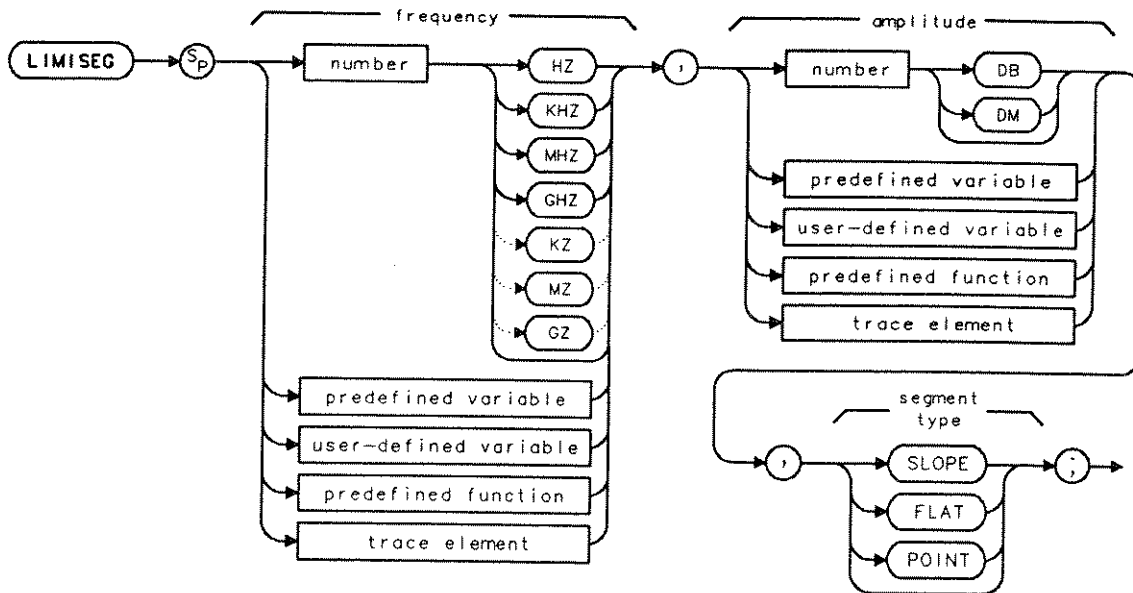 frequency
amplitude
LIMISEG
SP
number
HZ
KHZ
MHZ
GHZ
KZ
MZ
GZ
predefined variable
user-defined variable
predefined function
trace element
,
number
DB
DM
predefined variable
user-defined variable
predefined function
trace element
segment
type
,
SLOPE
FLAT
POINT
;